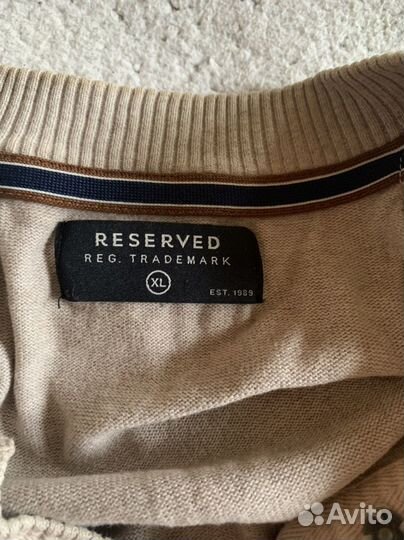 RESERVED
REG. TRADEMARK
XL
EST. 1989
Avito